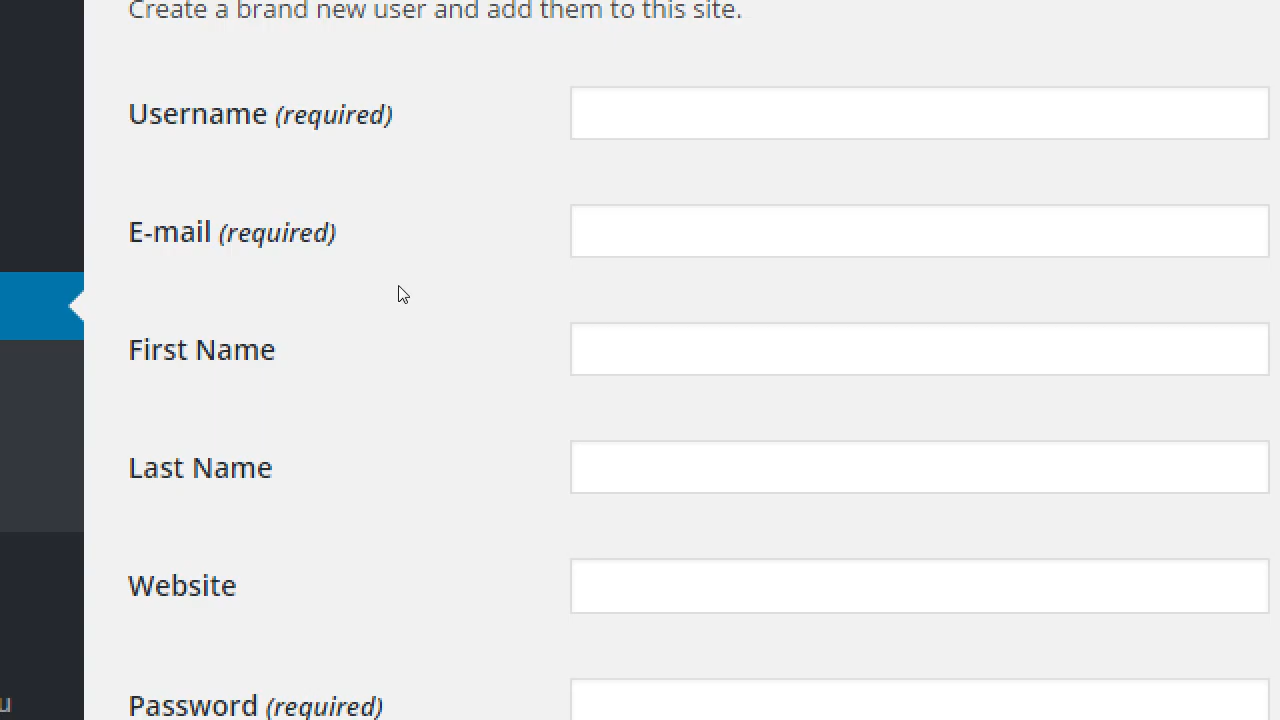 Create a brand new user and add them to this site.
Username (required)
E-mail (required)
First Name
Last Name
Website
u
Password (required)